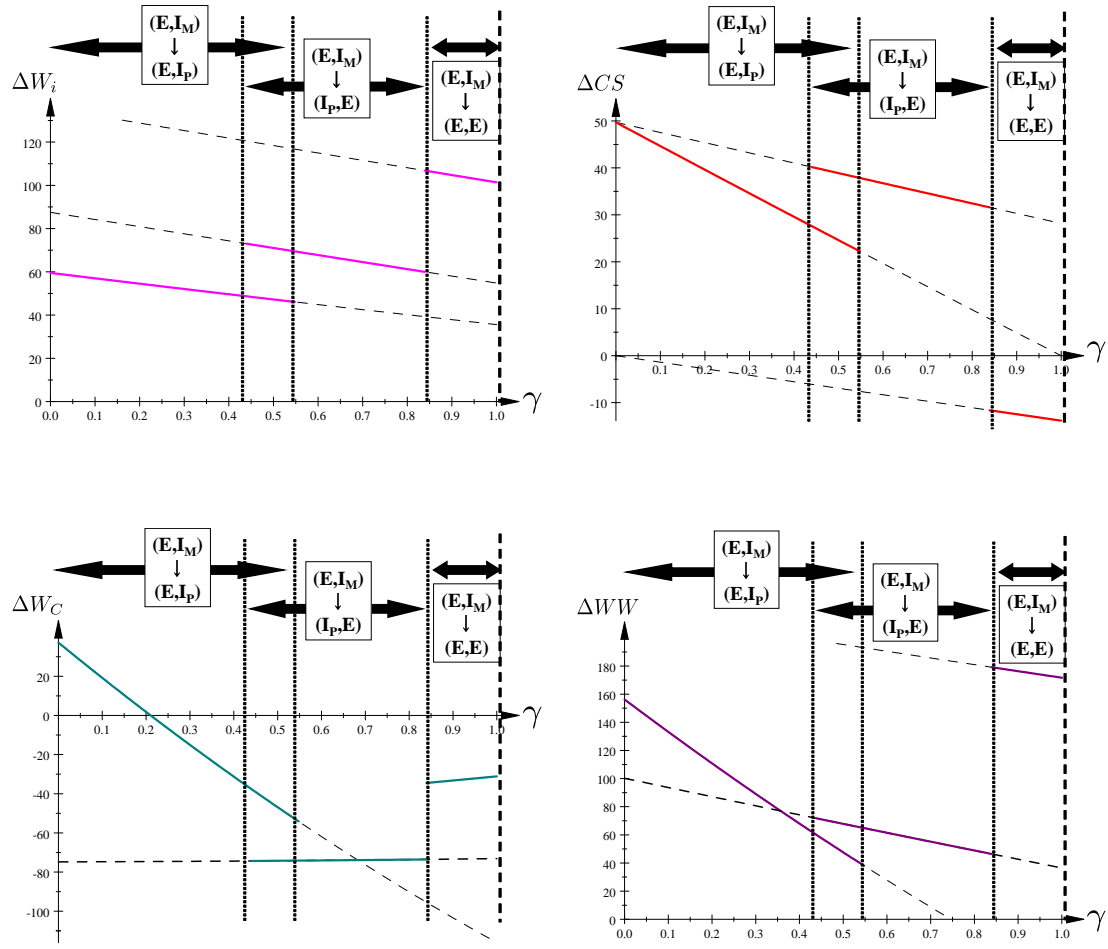 (E,I_M)
↓
(E,I_P)
(E,I_M)
↓
(I_P,E)
(E,I_M)
↓
(E,E)
ΔW_i
120
100
80
60
40
20
0
0.0 0.1 0.2 0.3 0.4 0.5 0.6 0.7 0.8 0.9 1.0
γ
(E,I_M)
↓
(E,I_P)
(E,I_M)
↓
(I_P,E)
(E,I_M)
↓
(E,E)
ΔCS
50
40
30
20
10
0
-10
0.1 0.2 0.3 0.4 0.5 0.6 0.7 0.8 0.9 1.0
γ
(E,I_M)
↓
(E,I_P)
(E,I_M)
↓
(I_P,E)
(E,I_M)
↓
(E,E)
ΔW_C
20
0
-20
-40
-60
-80
-100
0.1 0.2 0.3 0.4 0.5 0.6 0.7 0.8 0.9 1.0
γ
(E,I_M)
↓
(E,I_P)
(E,I_M)
↓
(I_P,E)
(E,I_M)
↓
(E,E)
ΔWW
180
160
140
120
100
80
60
40
20
0
0.0 0.1 0.2 0.3 0.4 0.5 0.6 0.7 0.8 0.9 1.0
γ